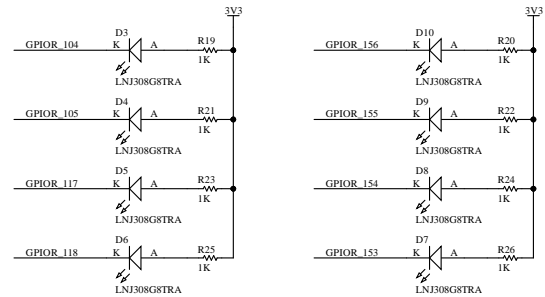 3V3
D3
GPIOR_104 K A R19
1K
LNJ308G8TRA
D4
GPIOR_105 K A R21
1K
LNJ308G8TRA
D5
GPIOR_117 K A R23
1K
LNJ308G8TRA
D6
GPIOR_118 K A R25
1K
LNJ308G8TRA
3V3
D10
GPIOR_156 K A R20
1K
LNJ308G8TRA
D9
GPIOR_155 K A R22
1K
LNJ308G8TRA
D8
GPIOR_154 K A R24
1K
LNJ308G8TRA
D7
GPIOR_153 K A R26
1K
LNJ308G8TRA